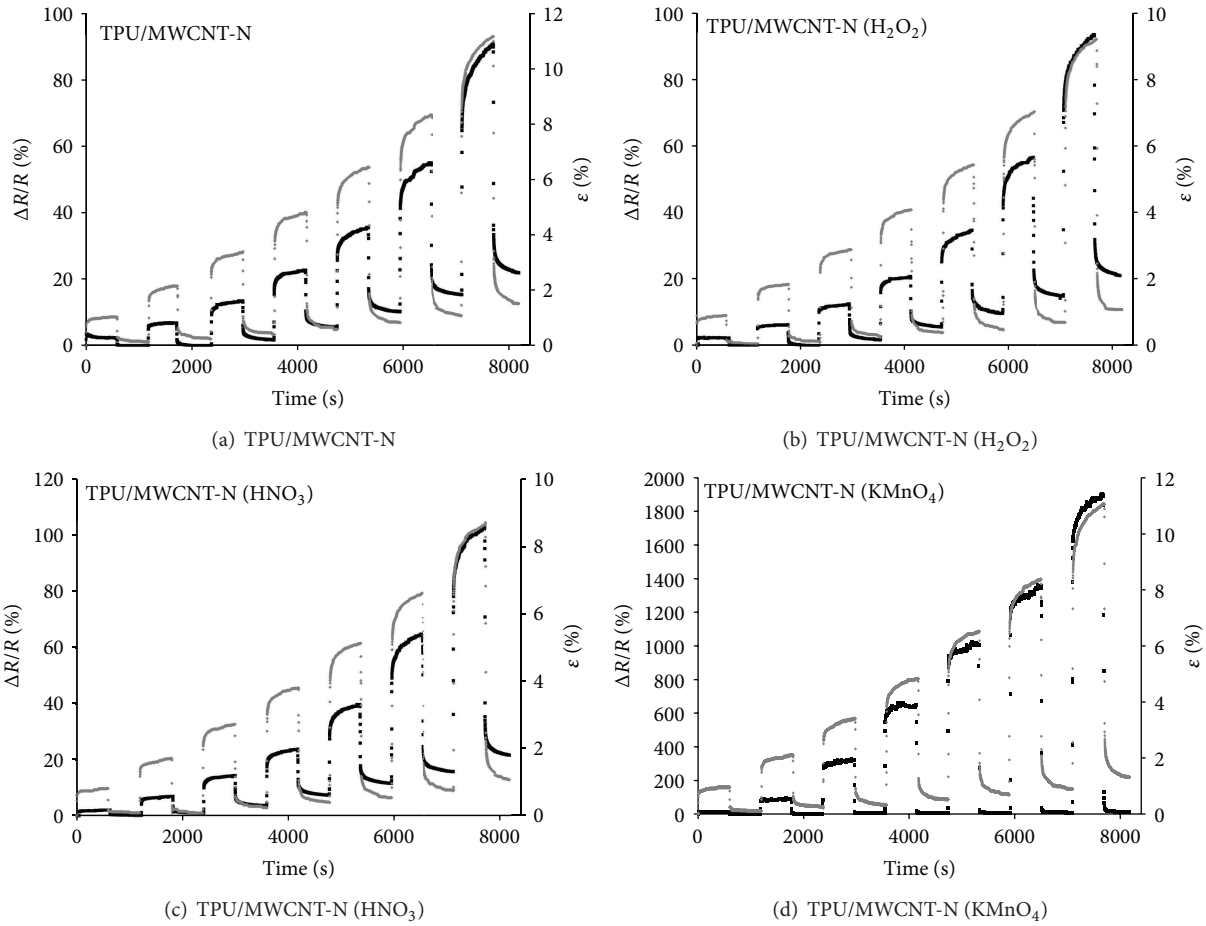 TPU/MWCNT-N
100
80
60
40
20
0
ΔR/R (%)
12
10
8
6
4
2
0
ε (%)
0 2000 4000 6000 8000
Time (s)
(a) TPU/MWCNT-N
TPU/MWCNT-N (H₂O₂)
100
80
60
40
20
0
ΔR/R (%)
10
8
6
4
2
0
ε (%)
0 2000 4000 6000 8000
Time (s)
(b) TPU/MWCNT-N (H₂O₂)
TPU/MWCNT-N (HNO₃)
120
100
80
60
40
20
0
ΔR/R (%)
10
8
6
4
2
0
ε (%)
0 2000 4000 6000 8000
Time (s)
(c) TPU/MWCNT-N (HNO₃)
TPU/MWCNT-N (KMnO₄)
2000
1800
1600
1400
1200
1000
800
600
400
200
0
ΔR/R (%)
12
10
8
6
4
2
0
ε (%)
0 2000 4000 6000 8000
Time (s)
(d) TPU/MWCNT-N (KMnO₄)